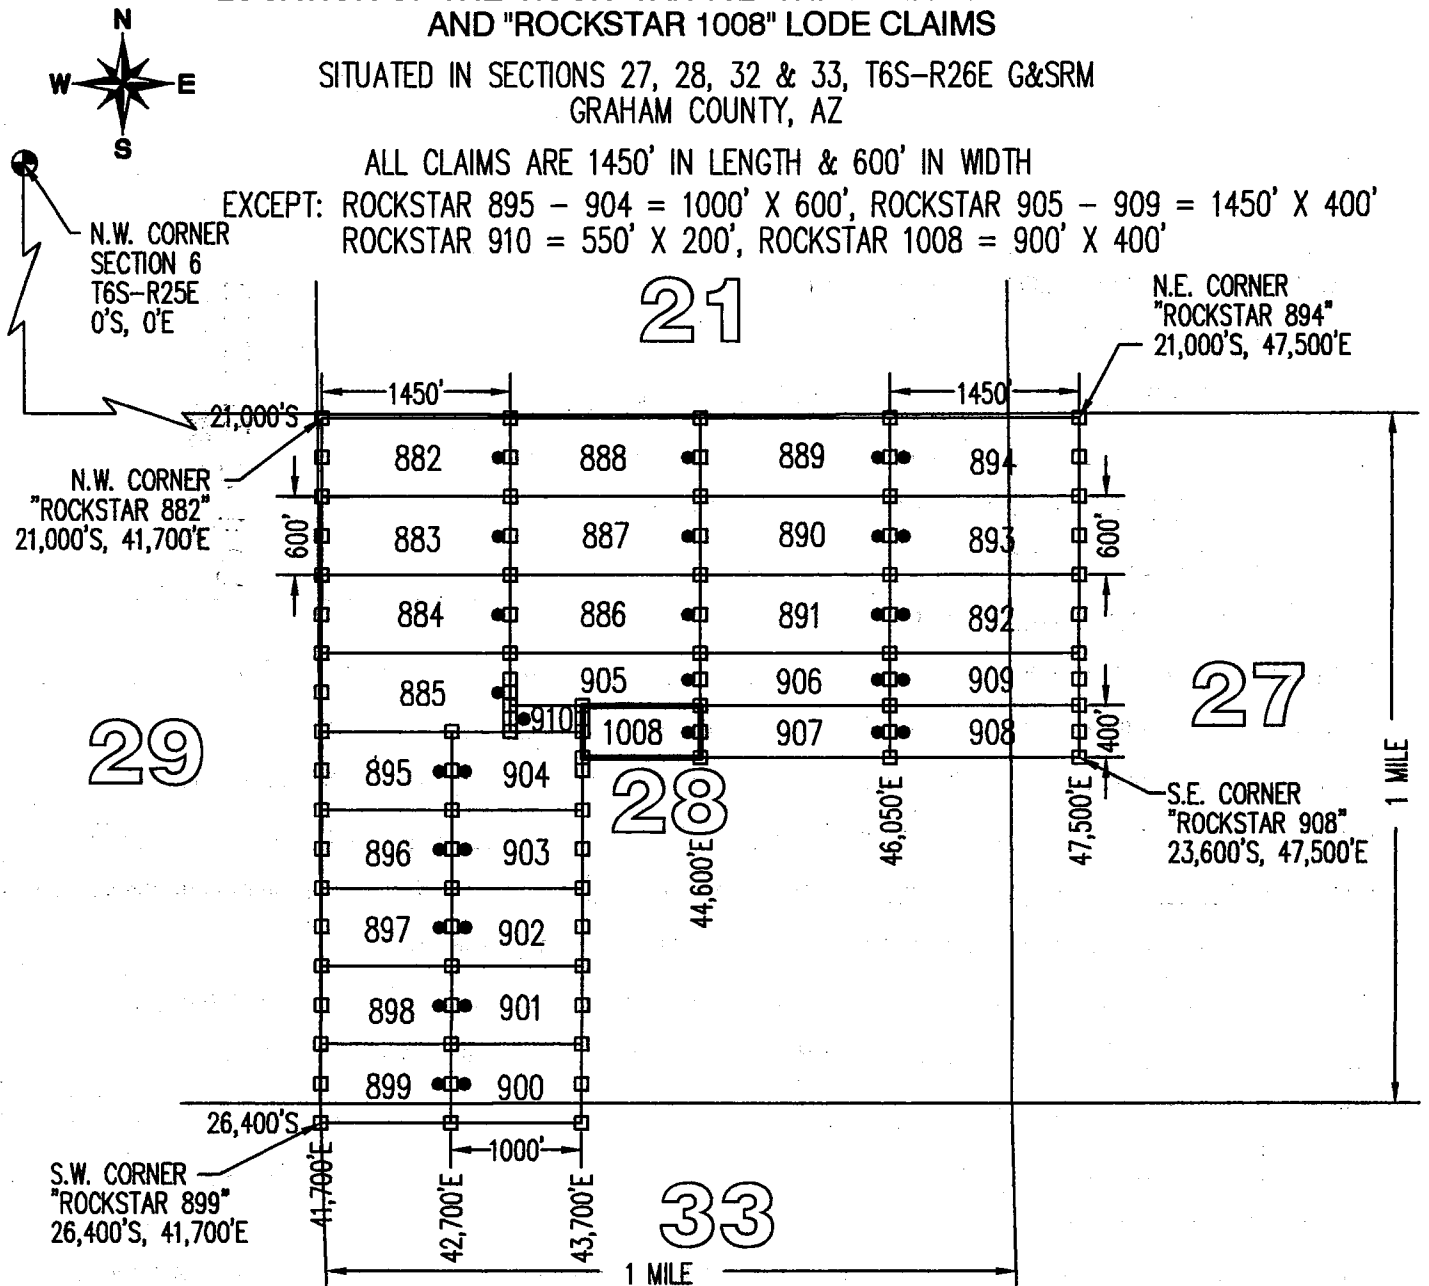 AND "ROCKSTAR 1008" LODE CLAIMS
SITUATED IN SECTIONS 27, 28, 32 & 33, T6S-R26E G&SRM
GRAHAM COUNTY, AZ
ALL CLAIMS ARE 1450' IN LENGTH & 600' IN WIDTH
EXCEPT: ROCKSTAR 895 - 904 = 1000' X 600', ROCKSTAR 905 - 909 = 1450' X 400'
ROCKSTAR 910 = 550' X 200', ROCKSTAR 1008 = 900' X 400'
N
W E
S
N.W. CORNER
SECTION 6
T6S-R25E
0'S, 0'E
21
N.E. CORNER
"ROCKSTAR 894"
21,000'S, 47,500'E
1450' 1450'
21,000'S
N.W. CORNER
"ROCKSTAR 882"
21,000'S, 41,700'E
600'
882 888 889 894
883 887 890 893
600'
884 886 891 892
885 905 906 909
910 1008 907 908
400'
29
27
28
1 MILE
895 904
896 903
897 902
898 901
899 900
44,600'E
46,050'E
47,500'E
S.E. CORNER
"ROCKSTAR 908"
23,600'S, 47,500'E
26,400'S
1000'
S.W. CORNER
"ROCKSTAR 899"
26,400'S, 41,700'E
41,700'E
42,700'E
43,700'E
33
1 MILE